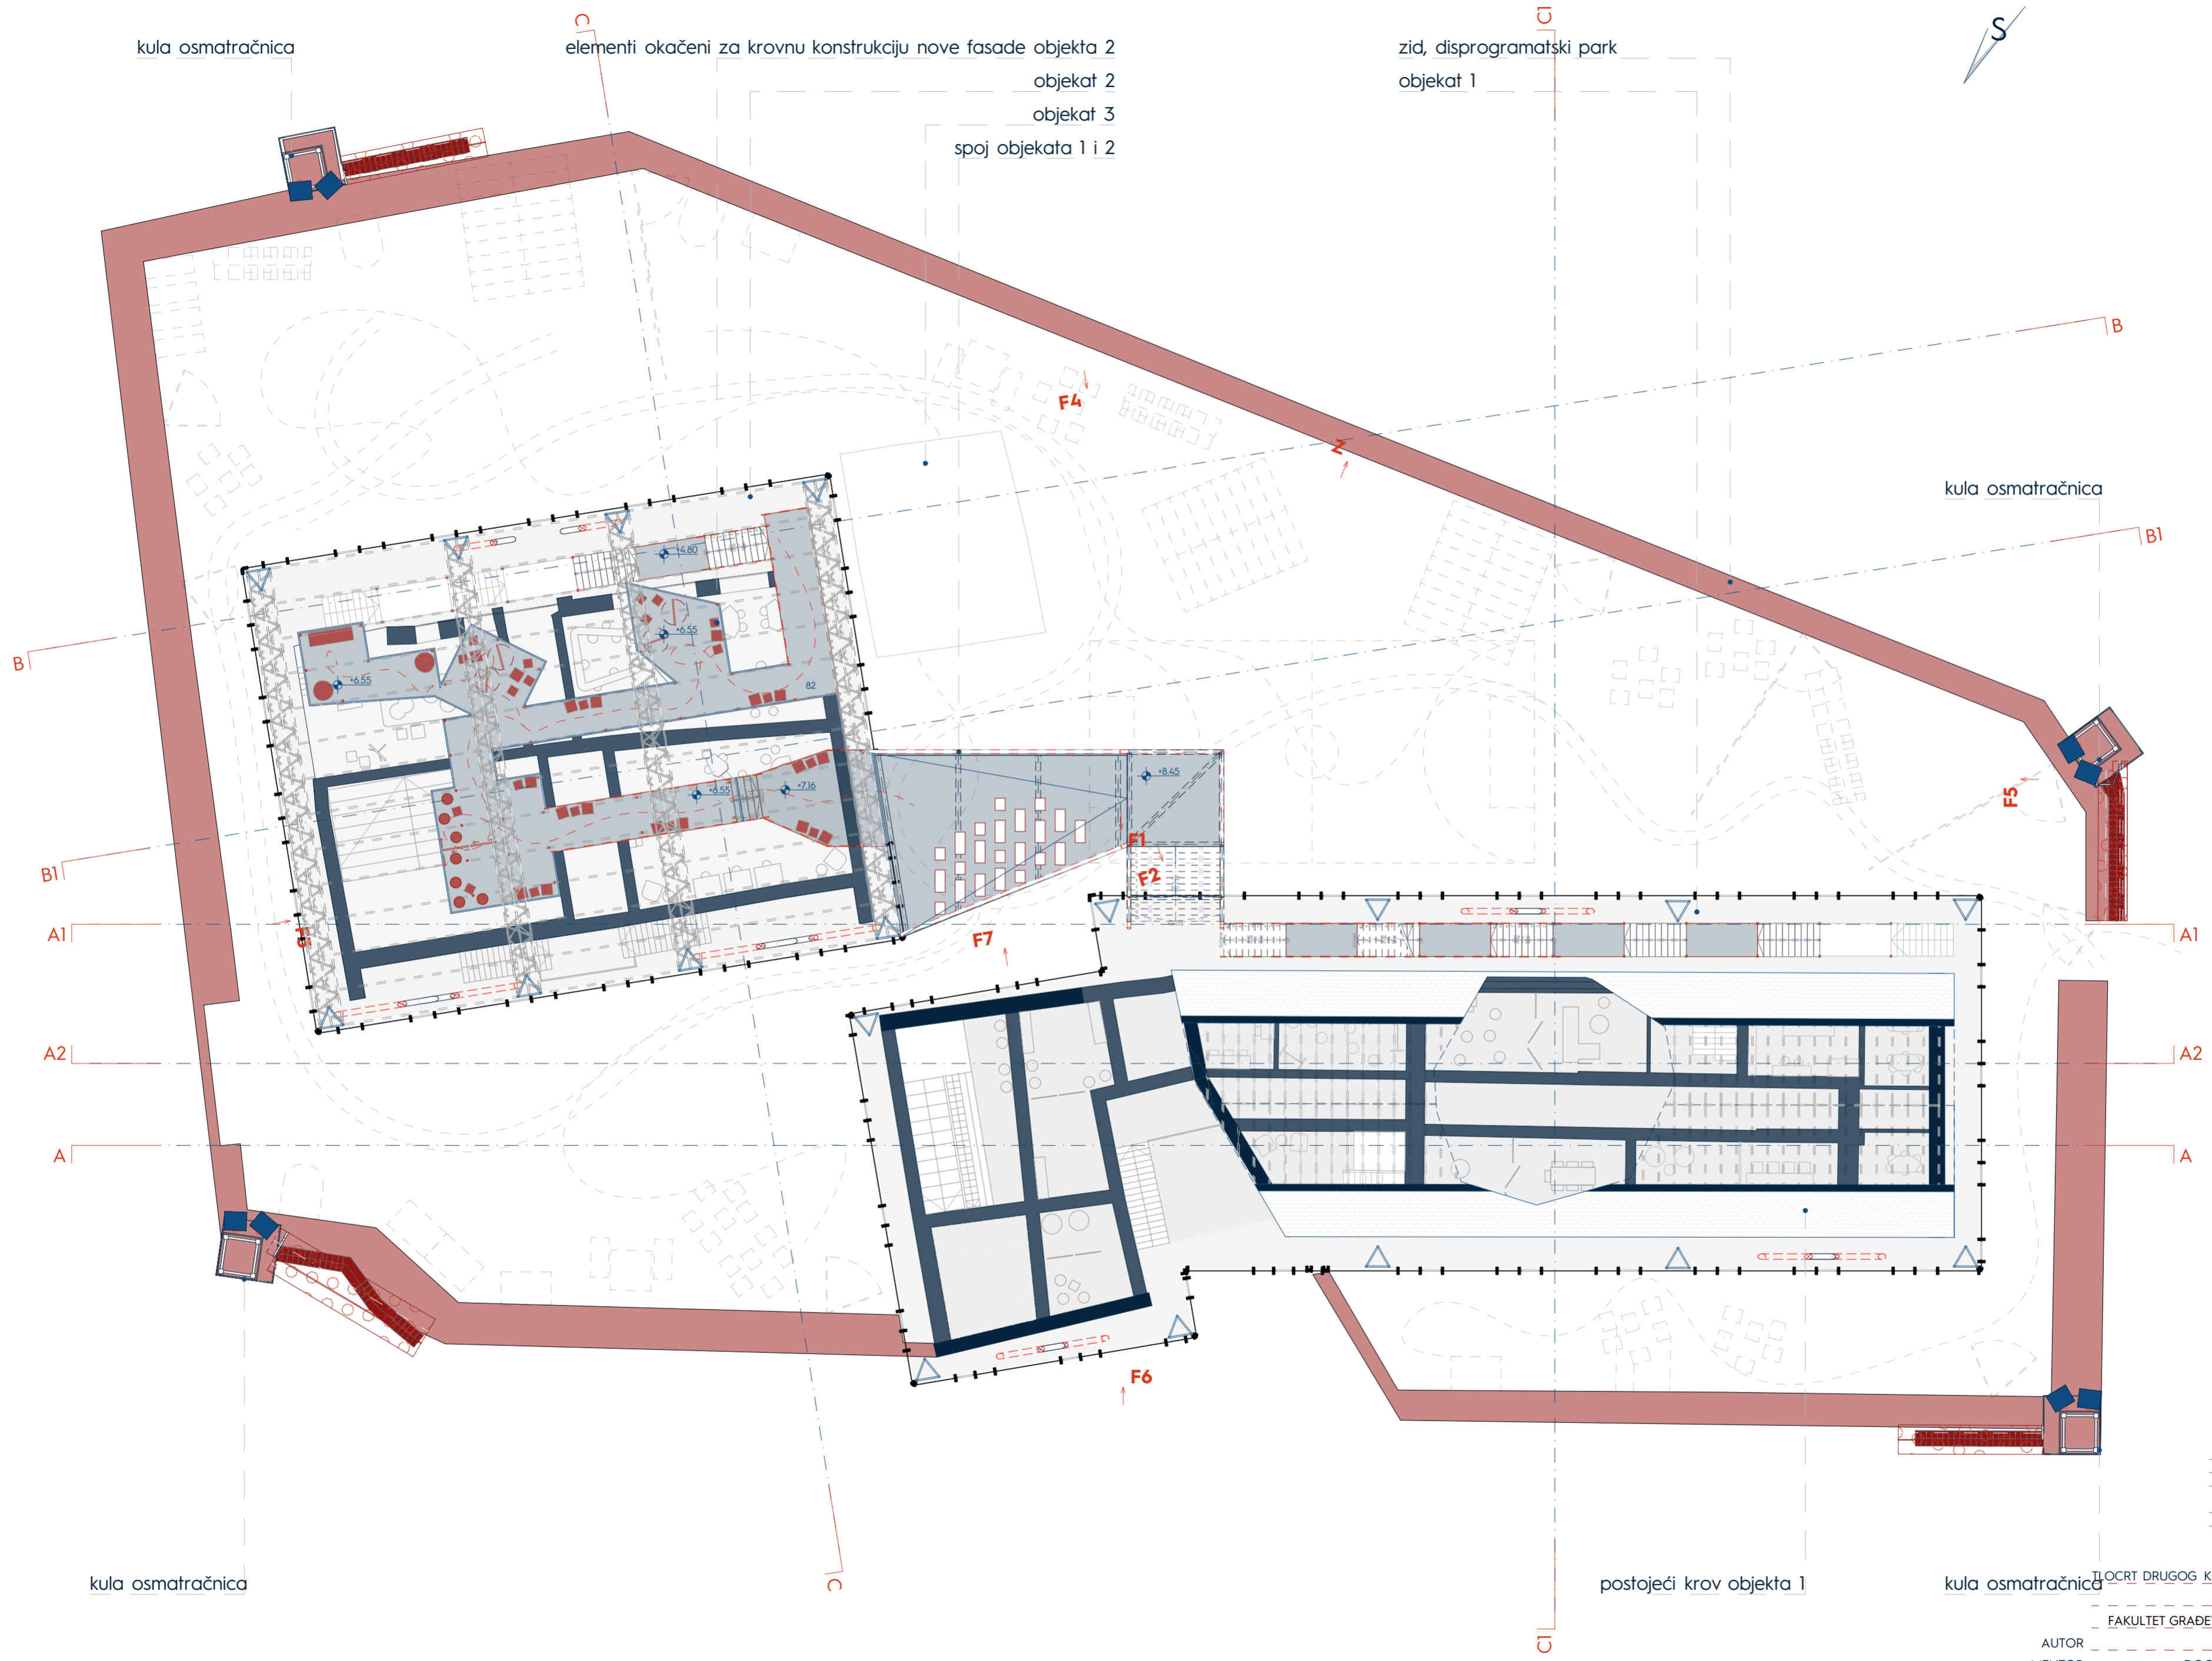 kula osmatračnica
elementi okačeni za krovnu konstrukciju nove fasade objekta 2
objekat 2
objekat 3
spoj objekata 1 i 2
zid, disprogramatski park
objekat 1
S
C
C1
B
F4
Z
kula osmatračnica
B1
+4.80
+6.55
+6.55
82
B
+6.55
+7.16
+8.45
F5
F1
F2
B1
A1
F7
A1
A2
A2
A
A
F6
C
kula osmatračnica
postojeći krov objekta 1
kula osmatračnica
TLOCRT DRUGOG K
FAKULTET GRAĐE
AUTOR
C1